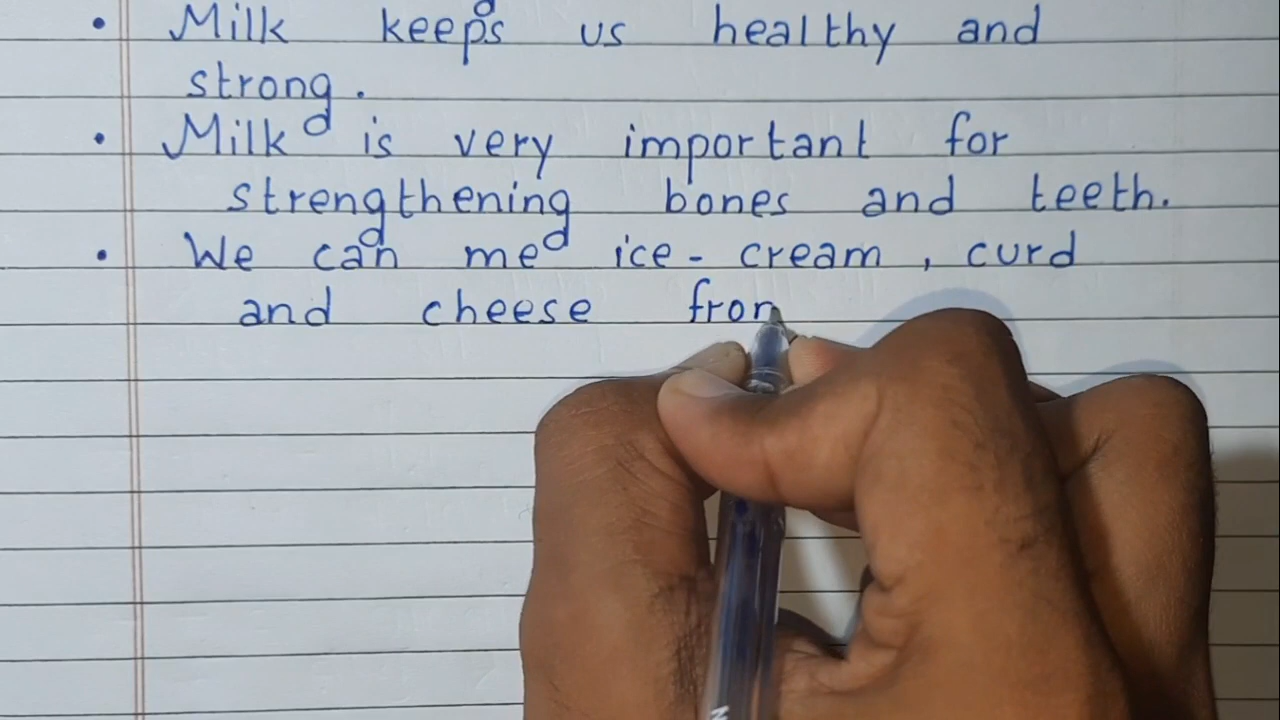 • Milk keeps us healthy and
strong.
• Milk is very important for
strengthening bones and teeth.
• We can me ice-cream, curd
and cheese fron